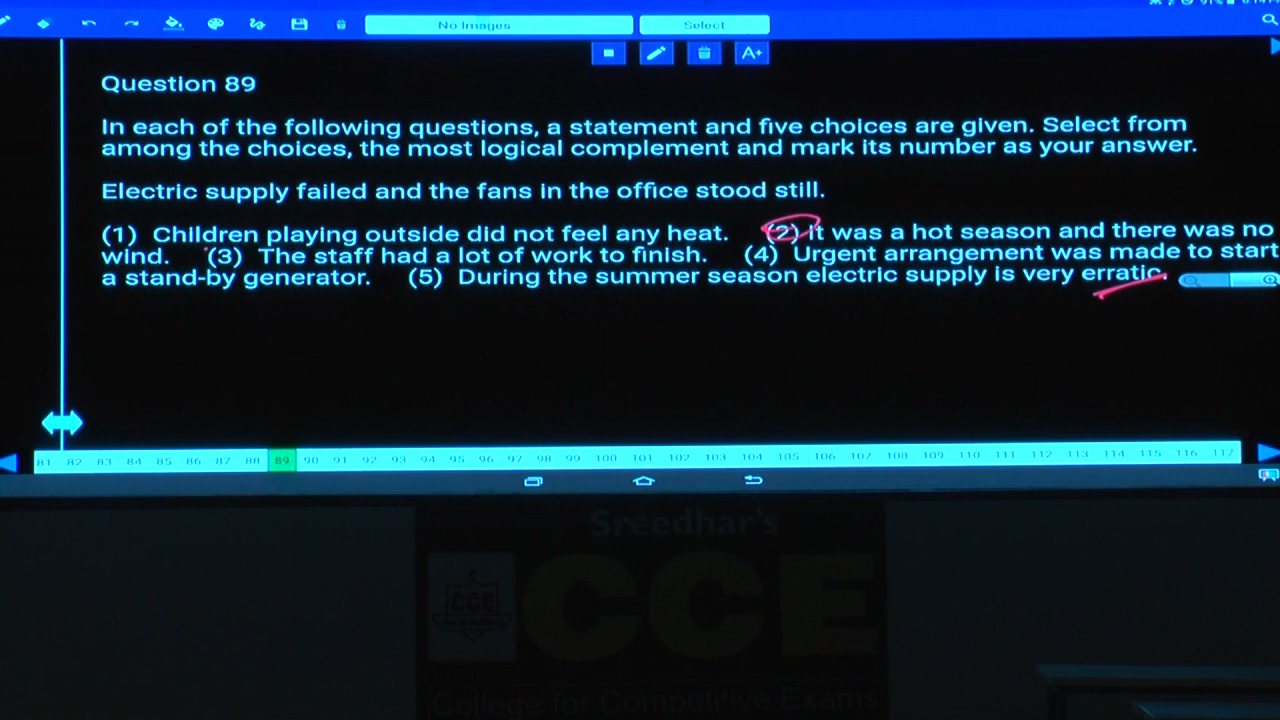 No Images
Select
A+
Question 89
In each of the following questions, a statement and five choices are given. Select from
among the choices, the most logical complement and mark its number as your answer.
Electric supply failed and the fans in the office stood still.
(1) Children playing outside did not feel any heat. (2) It was a hot season and there was no
wind. (3) The staff had a lot of work to finish. (4) Urgent arrangement was made to start
a stand-by generator. (5) During the summer season electric supply is very erratic.
81 82 83 84 85 86 87 88 89 90 91 92 93 94 95 96 97 98 99 100 101 102 103 104 105 106 107 108 109 110 111 112 113 114 115 116 117
Sreedhar's
CCE
CCE
College for Competitive Exams